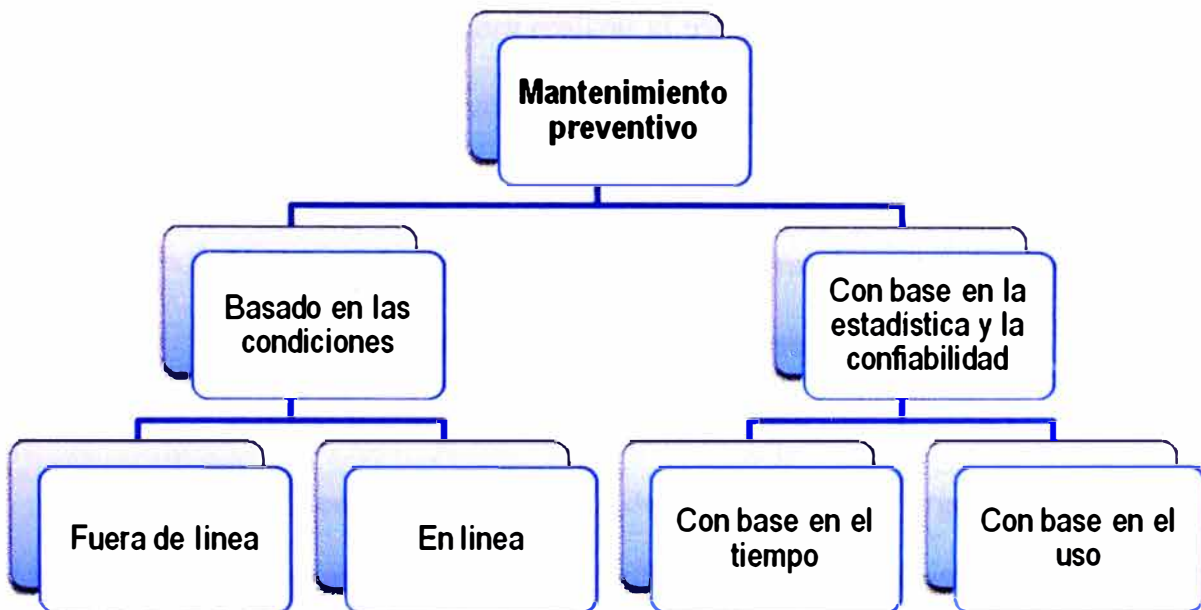 Mantenimiento
preventivo
Basado en las
condiciones
Con base en la
estadística y la
confiabilidad
Fuera de linea
En linea
Con base en el
tiempo
Con base en el
uso